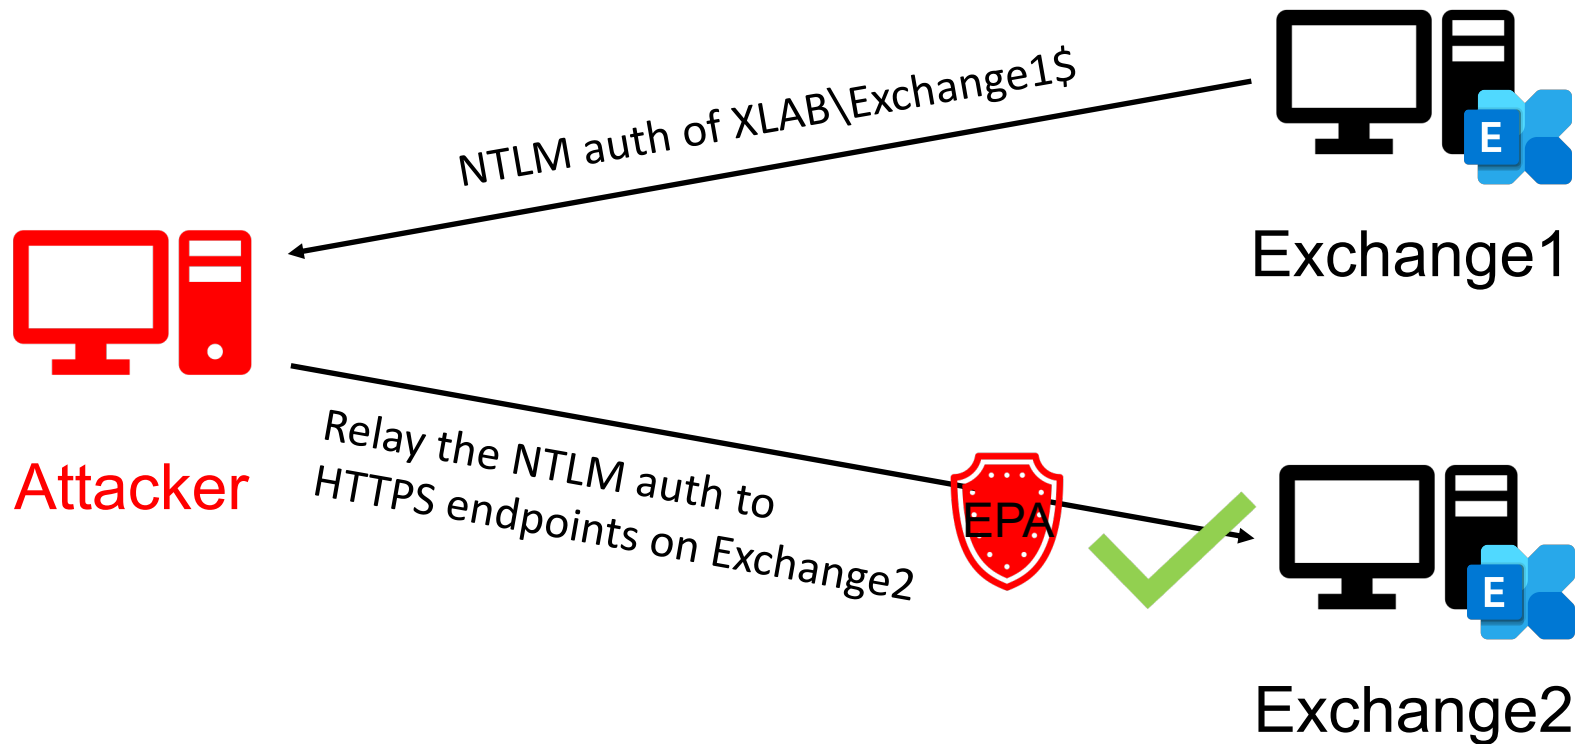 NTLM auth of XLAB\Exchange1$
E
Exchange1
Attacker
Relay the NTLM auth to
HTTPS endpoints on Exchange2
EPA
E
Exchange2